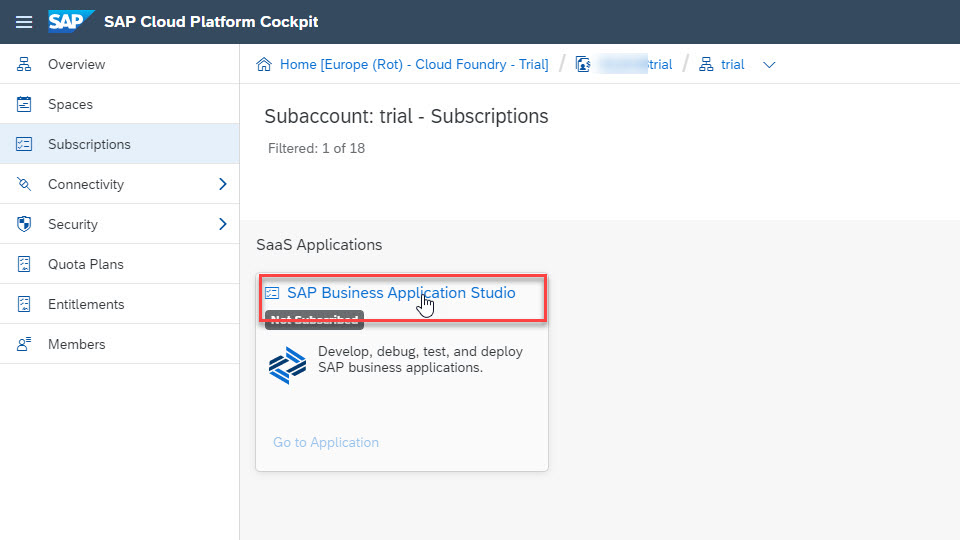 SAP SAP Cloud Platform Cockpit
Overview
Spaces
Subscriptions
Connectivity
Security
Quota Plans
Entitlements
Members
Home [Europe (Rot) - Cloud Foundry - Trial] / trial / trial
Subaccount: trial - Subscriptions
Filtered: 1 of 18
SaaS Applications
SAP Business Application Studio
Not Subscribed
Develop, debug, test, and deploy
SAP business applications.
Go to Application